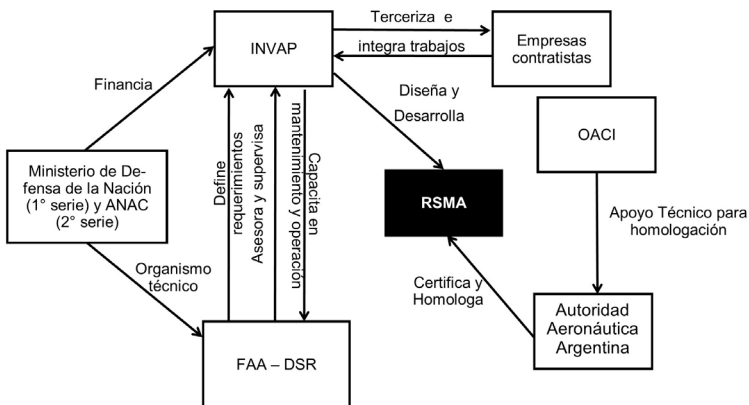 Terceriza e
integra trabajos
INVAP
Empresas
contratistas
Financia
Diseña y
Desarrolla
OACI
Ministerio de De-
fensa de la Nación
(1° serie) y ANAC
(2° serie)
Define
requerimientos
Asesora y supervisa
Capacita en
mantenimiento y operación
RSMA
Apoyo Técnico para
homologación
Organismo
técnico
Certifica y
Homologa
Autoridad
Aeronáutica
Argentina
FAA – DSR